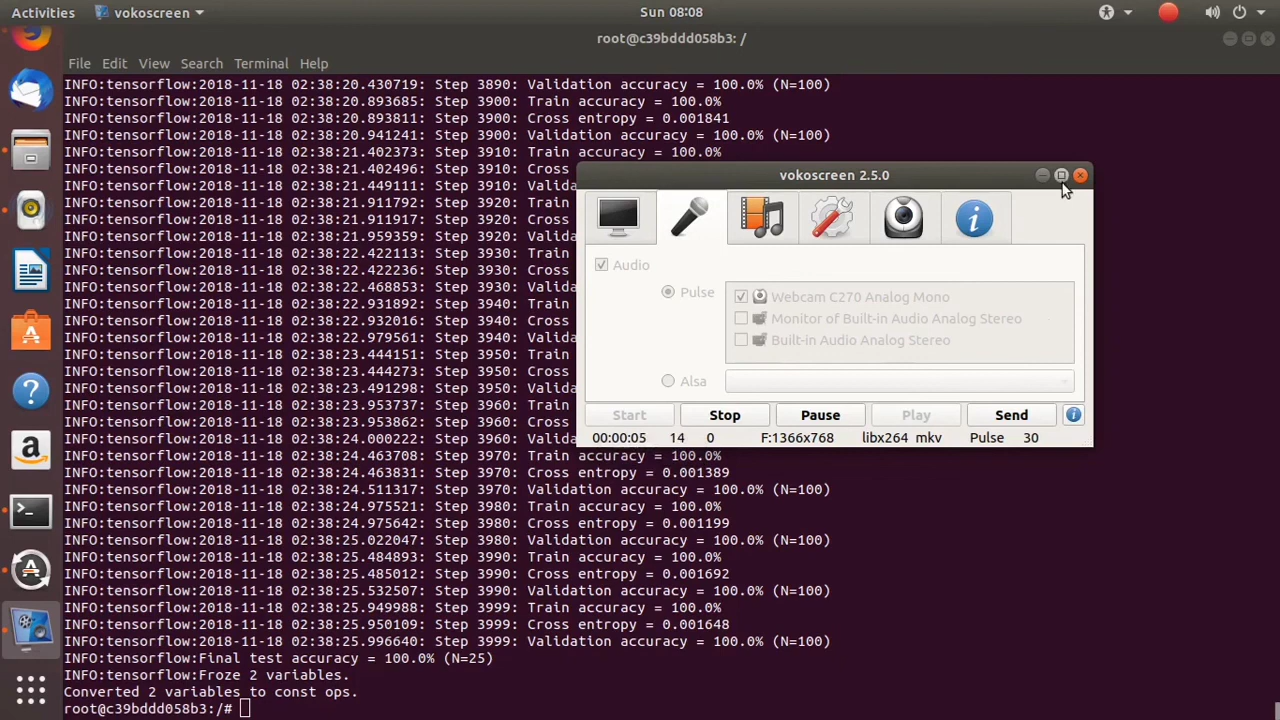 Activities vokoscreen Sun 08:08
root@c39bddd058b3: /
File Edit View Search Terminal Help
INFO:tensorflow:2018-11-18 02:38:20.430719: Step 3890: Validation accuracy = 100.0% (N=100)
INFO:tensorflow:2018-11-18 02:38:20.893685: Step 3900: Train accuracy = 100.0%
INFO:tensorflow:2018-11-18 02:38:20.893811: Step 3900: Cross entropy = 0.001841
INFO:tensorflow:2018-11-18 02:38:20.941241: Step 3900: Validation accuracy = 100.0% (N=100)
INFO:tensorflow:2018-11-18 02:38:21.402373: Step 3910: Train accuracy = 100.0%
INFO:tensorflow:2018-11-18 02:38:21.402491: Step 3910: Cross
INFO:tensorflow:2018-11-18 02:38:21.449111: Step 3910: Valida
INFO:tensorflow:2018-11-18 02:38:21.911792: Step 3920: Train
INFO:tensorflow:2018-11-18 02:38:21.911917: Step 3920: Cross
INFO:tensorflow:2018-11-18 02:38:21.959359: Step 3920: Valida
INFO:tensorflow:2018-11-18 02:38:22.422113: Step 3930: Train
INFO:tensorflow:2018-11-18 02:38:22.422236: Step 3930: Cross
INFO:tensorflow:2018-11-18 02:38:22.468853: Step 3930: Valida
INFO:tensorflow:2018-11-18 02:38:22.931892: Step 3940: Train
INFO:tensorflow:2018-11-18 02:38:22.932016: Step 3940: Cross
INFO:tensorflow:2018-11-18 02:38:22.979561: Step 3940: Valida
INFO:tensorflow:2018-11-18 02:38:23.444151: Step 3950: Train
INFO:tensorflow:2018-11-18 02:38:23.444273: Step 3950: Cross
INFO:tensorflow:2018-11-18 02:38:23.491298: Step 3950: Valida
INFO:tensorflow:2018-11-18 02:38:23.953737: Step 3960: Train
INFO:tensorflow:2018-11-18 02:38:23.953862: Step 3960: Cross
INFO:tensorflow:2018-11-18 02:38:24.000222: Step 3960: Valida
INFO:tensorflow:2018-11-18 02:38:24.463708: Step 3970: Train accuracy = 100.0%
INFO:tensorflow:2018-11-18 02:38:24.463831: Step 3970: Cross entropy = 0.001389
INFO:tensorflow:2018-11-18 02:38:24.511317: Step 3970: Validation accuracy = 100.0% (N=100)
INFO:tensorflow:2018-11-18 02:38:24.975521: Step 3980: Train accuracy = 100.0%
INFO:tensorflow:2018-11-18 02:38:24.975642: Step 3980: Cross entropy = 0.001199
INFO:tensorflow:2018-11-18 02:38:25.022042: Step 3980: Validation accuracy = 100.0% (N=100)
INFO:tensorflow:2018-11-18 02:38:25.484893: Step 3990: Train accuracy = 100.0%
INFO:tensorflow:2018-11-18 02:38:25.485012: Step 3990: Cross entropy = 0.001692
INFO:tensorflow:2018-11-18 02:38:25.532507: Step 3990: Validation accuracy = 100.0% (N=100)
INFO:tensorflow:2018-11-18 02:38:25.949988: Step 3999: Train accuracy = 100.0%
INFO:tensorflow:2018-11-18 02:38:25.950109: Step 3999: Cross entropy = 0.001648
INFO:tensorflow:2018-11-18 02:38:25.996640: Step 3999: Validation accuracy = 100.0% (N=100)
INFO:tensorflow:Final test accuracy = 100.0% (N=25)
INFO:tensorflow:Froze 2 variables.
Converted 2 variables to const ops.
root@c39bddd058b3:/#
vokoscreen 2.5.0
Audio
Pulse
Webcam C270 Analog Mono
Monitor of Built-in Audio Analog Stereo
Built-in Audio Analog Stereo
Alsa
Start Stop Pause Play Send
00:00:05 14 0 F:1366x768 libx264 mkv Pulse 30